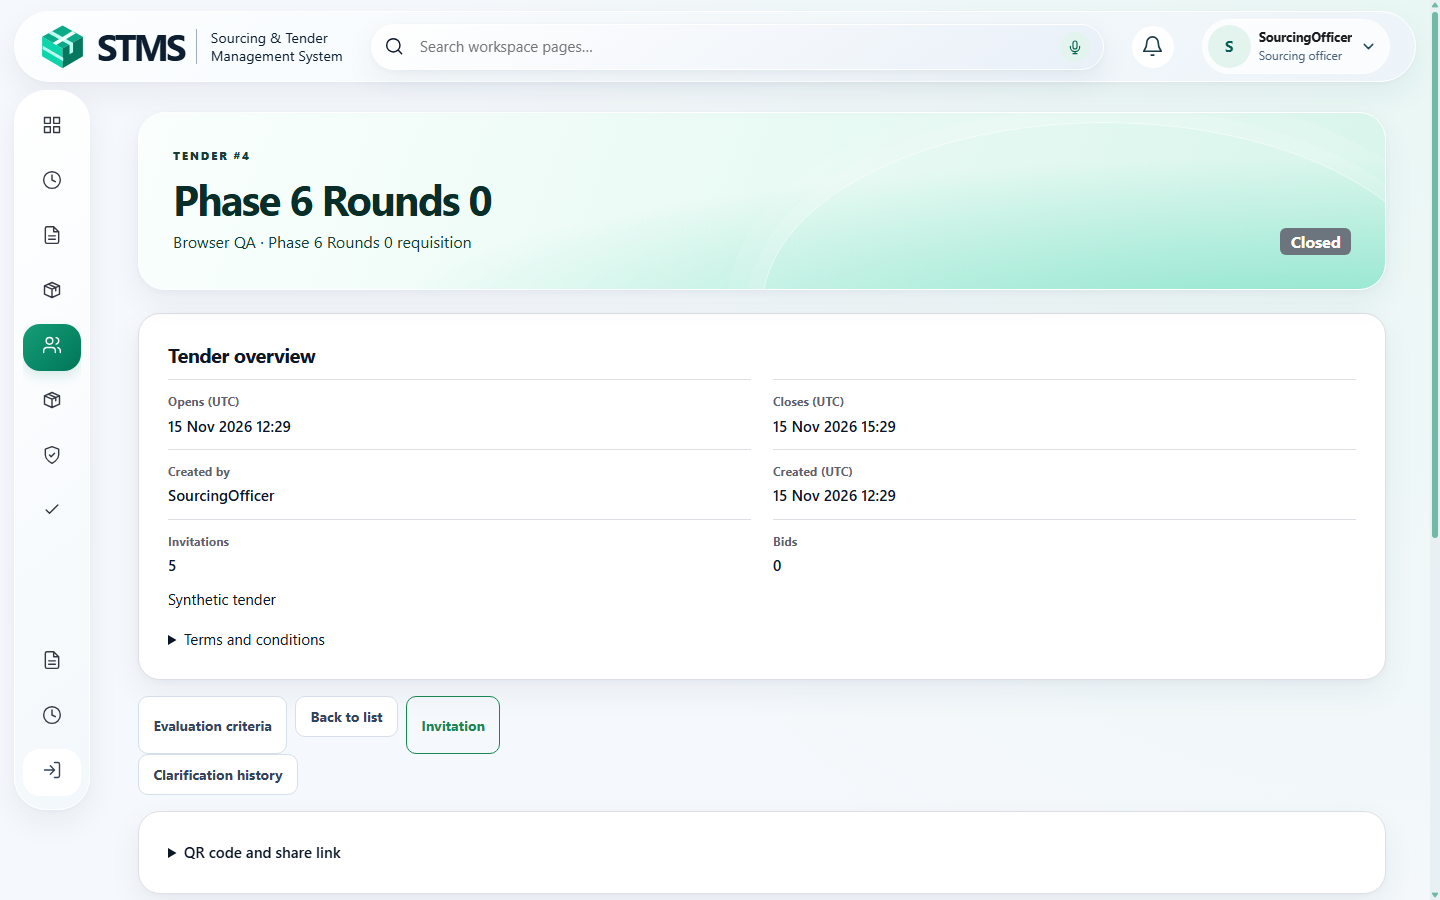 STMS
Sourcing & Tender
Management System
Search workspace pages...
S
SourcingOfficer
Sourcing officer
TENDER #4
Phase 6 Rounds 0
Browser QA · Phase 6 Rounds 0 requisition
Closed
Tender overview
Opens (UTC)
15 Nov 2026 12:29
Closes (UTC)
15 Nov 2026 15:29
Created by
SourcingOfficer
Created (UTC)
15 Nov 2026 12:29
Invitations
5
Bids
0
Synthetic tender
Terms and conditions
Evaluation criteria
Back to list
Invitation
Clarification history
QR code and share link